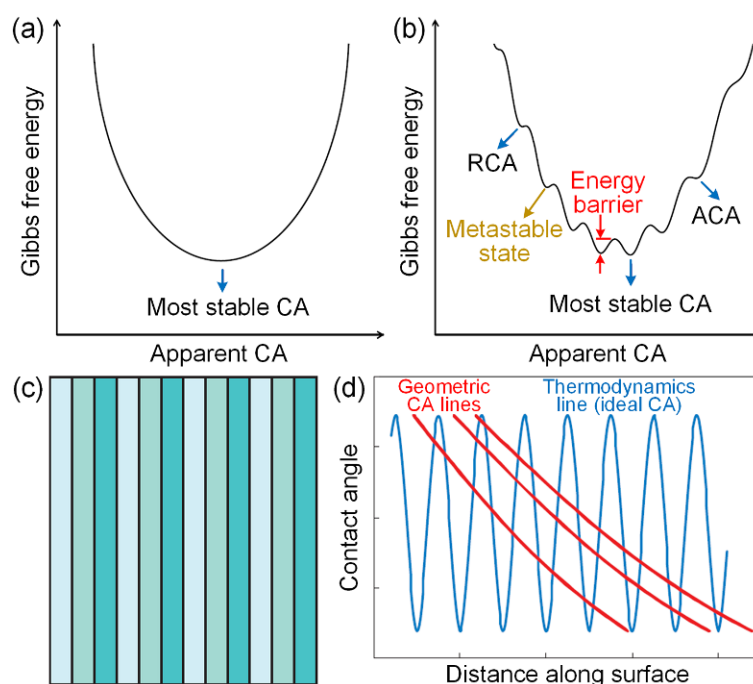 (a)
Gibbs free energy
Most stable CA
Apparent CA
(b)
Gibbs free energy
RCA
Metastable
state
Energy
barrier
ACA
Most stable CA
Apparent CA
(c)
(d)
Geometric
CA lines
Thermodynamics
line (ideal CA)
Contact angle
Distance along surface